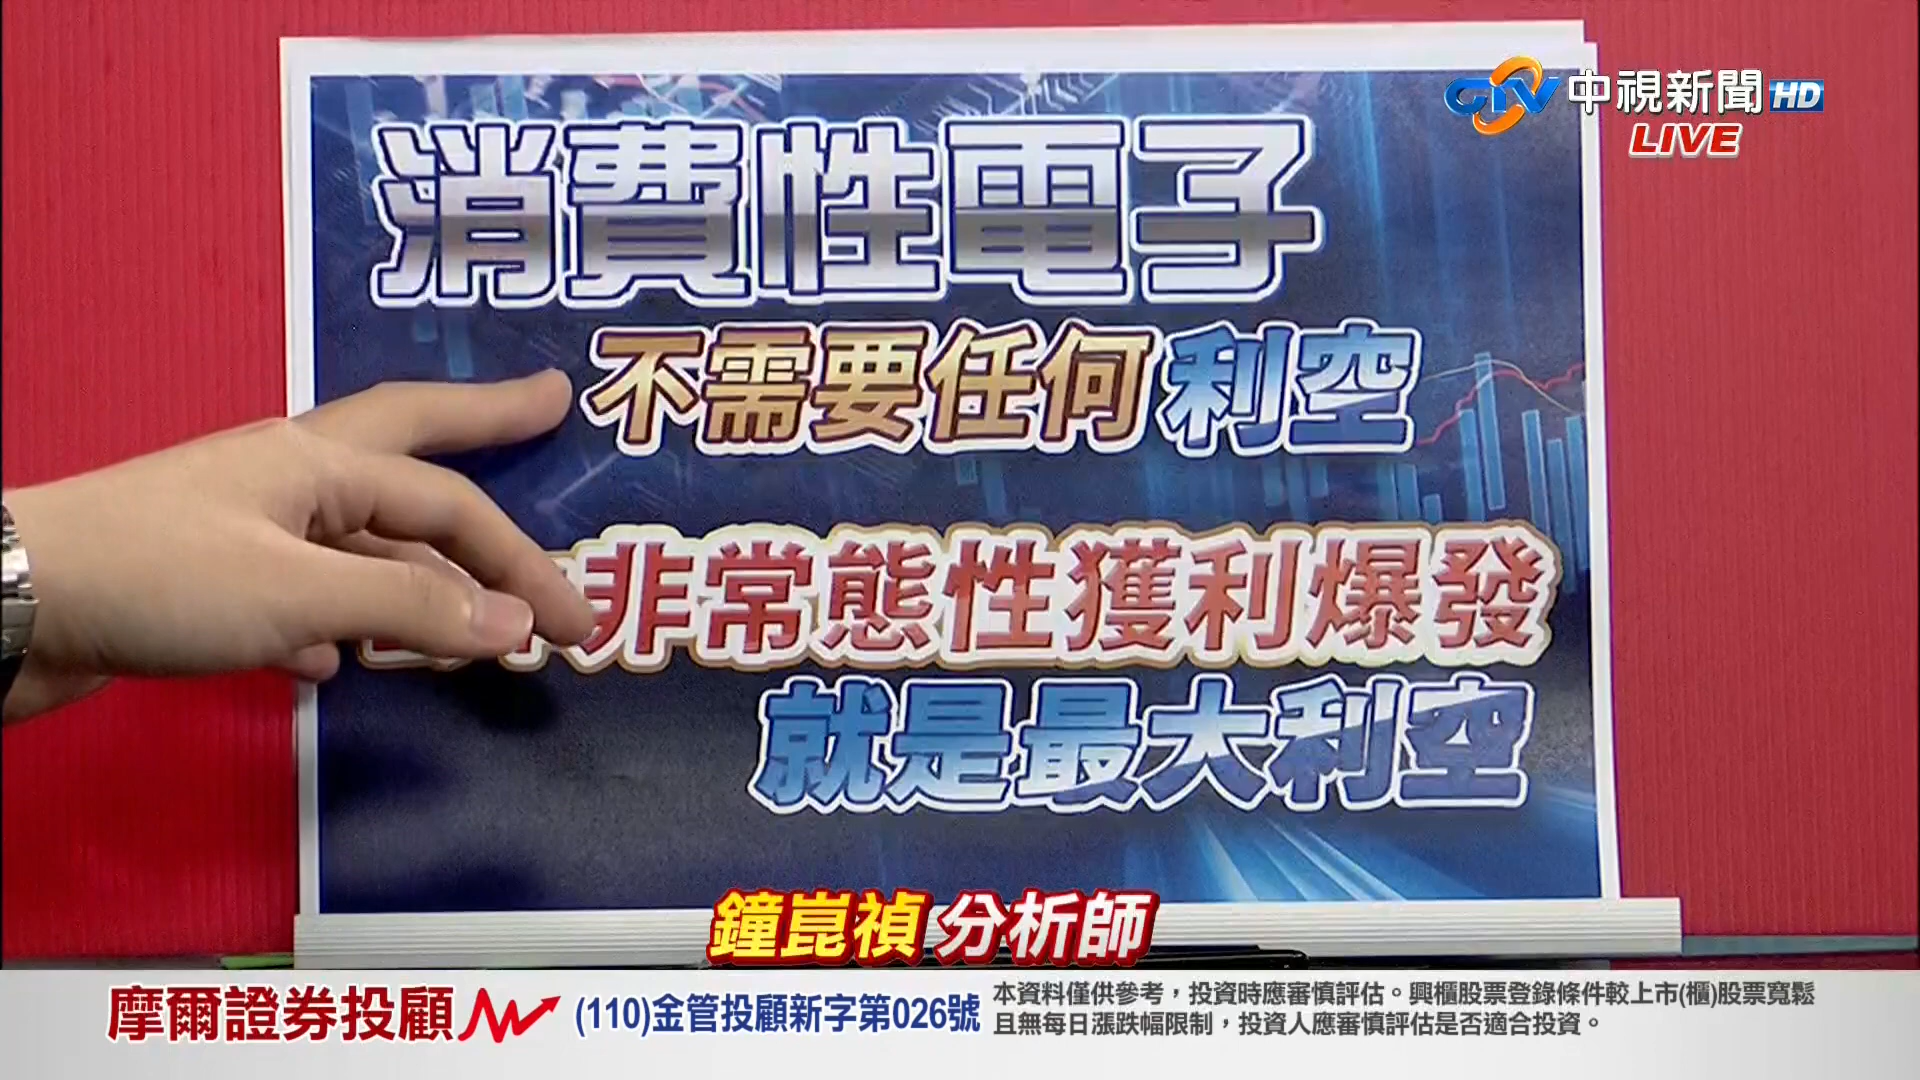 CTV 中視新聞 HD
LIVE
消費性電子
不需要任何利空
非常態性獲利爆發
就是最大利空
鐘崑禎 分析師
摩爾證券投顧
(110)金管投顧新字第026號
本資料僅供參考，投資時應審慎評估。興櫃股票登錄條件較上市(櫃)股票寬鬆
且無每日漲跌幅限制，投資人應審慎評估是否適合投資。